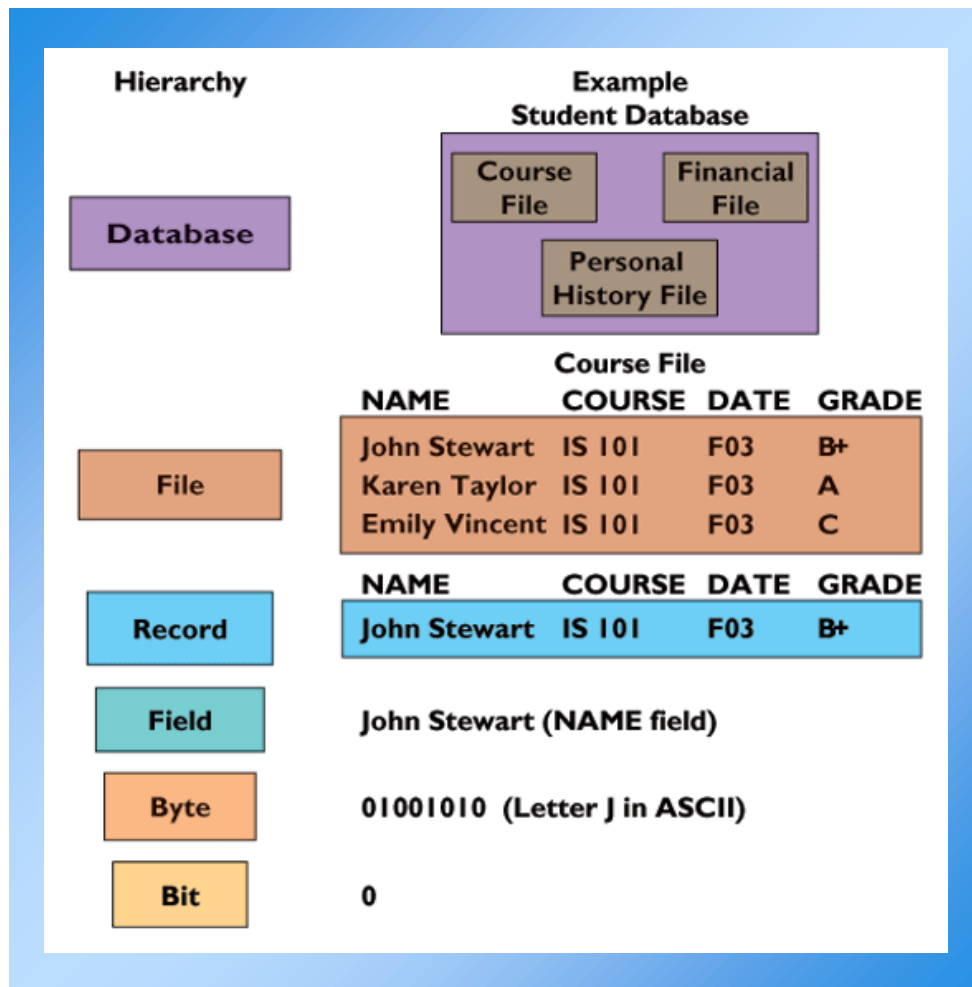 Hierarchy
Example
Student Database
Database
Course
File
Financial
File
Personal
History File
Course File
NAME COURSE DATE GRADE
File
John Stewart IS 101 F03 B+
Karen Taylor IS 101 F03 A
Emily Vincent IS 101 F03 C
NAME COURSE DATE GRADE
Record
John Stewart IS 101 F03 B+
Field
John Stewart (NAME field)
Byte
01001010 (Letter J in ASCII)
Bit
0